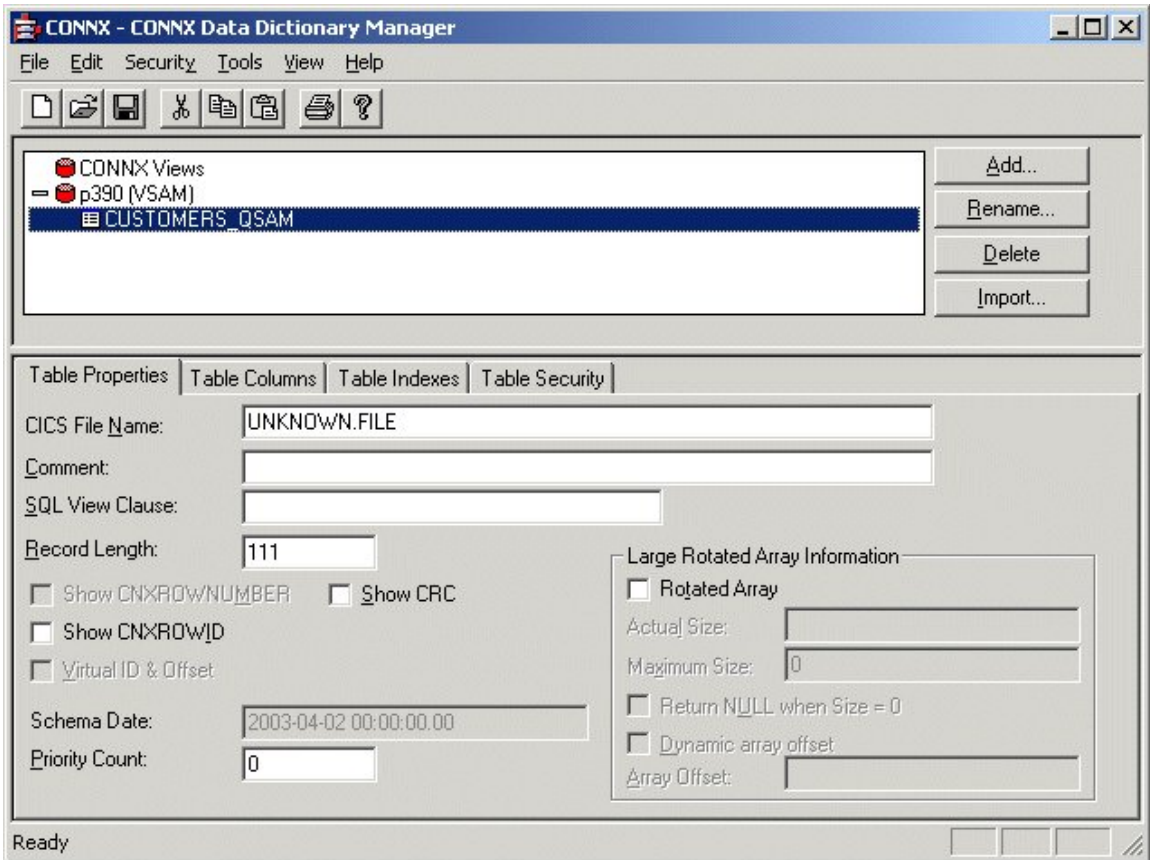 CONNX - CONNX Data Dictionary Manager
File Edit Security Tools View Help
CONNX Views
p390 (VSAM)
CUSTOMERS_QSAM
Add...
Rename...
Delete
Import...
Table Properties Table Columns Table Indexes Table Security
CICS File Name: UNKNOWN.FILE
Comment:
SQL View Clause:
Record Length: 111
Show CNXROWNUMBER Show CRC
Show CNXROWID
Virtual ID & Offset
Schema Date: 2003-04-02 00:00:00.00
Priority Count: 0
Large Rotated Array Information
Rotated Array
Actual Size:
Maximum Size: 0
Return NULL when Size = 0
Dynamic array offset
Array Offset:
Ready